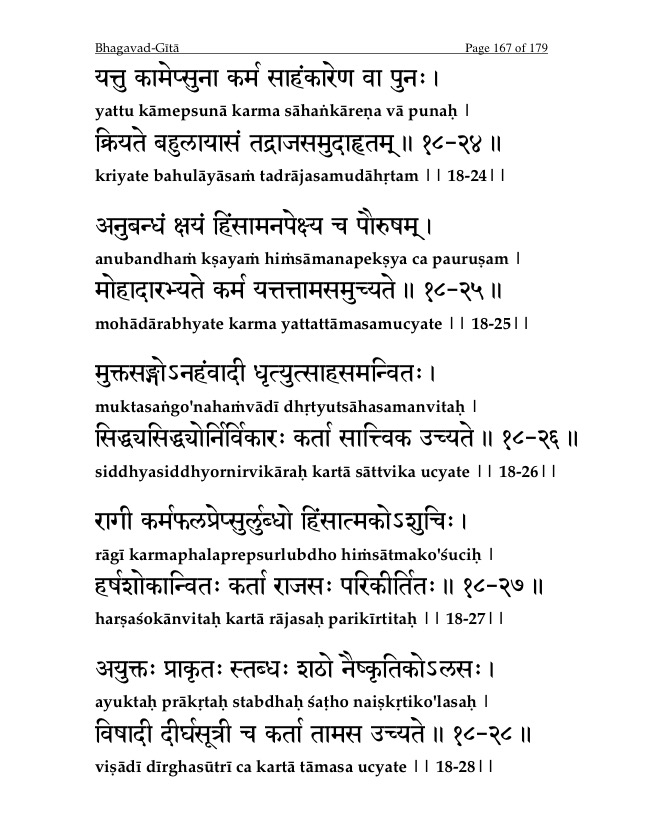 Bhagavad-Gītā Page 167 of 179
यत्तु कामेप्सुना कर्म साहंकारेण वा पुनः।
yattu kāmepsunā karma sāhaṅkāreṇa vā punaḥ |
क्रियते बहुलायासं तद्राजसमुदाहृतम्॥ १८-२४॥
kriyate bahulāyāsaṁ tadrājasamudāhṛtam || 18-24||
अनुबन्धं क्षयं हिंसामनपेक्ष्य च पौरुषम्।
anubandhaṁ kṣayaṁ hiṁsāmanapekṣya ca pauruṣam |
मोहादारभ्यते कर्म यत्तत्तामसमुच्यते॥ १८-२५॥
mohādārabhyate karma yattattāmasamucyate || 18-25||
मुक्तसङ्गोऽनहंवादी धृत्युत्साहसमन्वितः।
muktasaṅgo'nahaṁvādī dhṛtyutsāhasamanvitaḥ |
सिद्ध्यसिद्ध्योर्निर्विकारः कर्ता सात्त्विक उच्यते॥ १८-२६॥
siddhyasiddhyornirvikāraḥ kartā sāttvika ucyate || 18-26||
रागी कर्मफलप्रेप्सुर्लुब्धो हिंसात्मकोऽशुचिः।
rāgī karmaphalaprepsurlubdho hiṁsātmako'śuciḥ |
हर्षशोकान्वितः कर्ता राजसः परिकीर्तितः॥ १८-२७॥
harṣaśokānvitaḥ kartā rājasaḥ parikīrtitaḥ || 18-27||
अयुक्तः प्राकृतः स्तब्धः शठो नैष्कृतिकोऽलसः।
ayuktaḥ prākṛtaḥ stabdhaḥ śaṭho naiṣkṛtiko'lasaḥ |
विषादी दीर्घसूत्री च कर्ता तामस उच्यते॥ १८-२८॥
viṣādī dīrghasūtrī ca kartā tāmasa ucyate || 18-28||